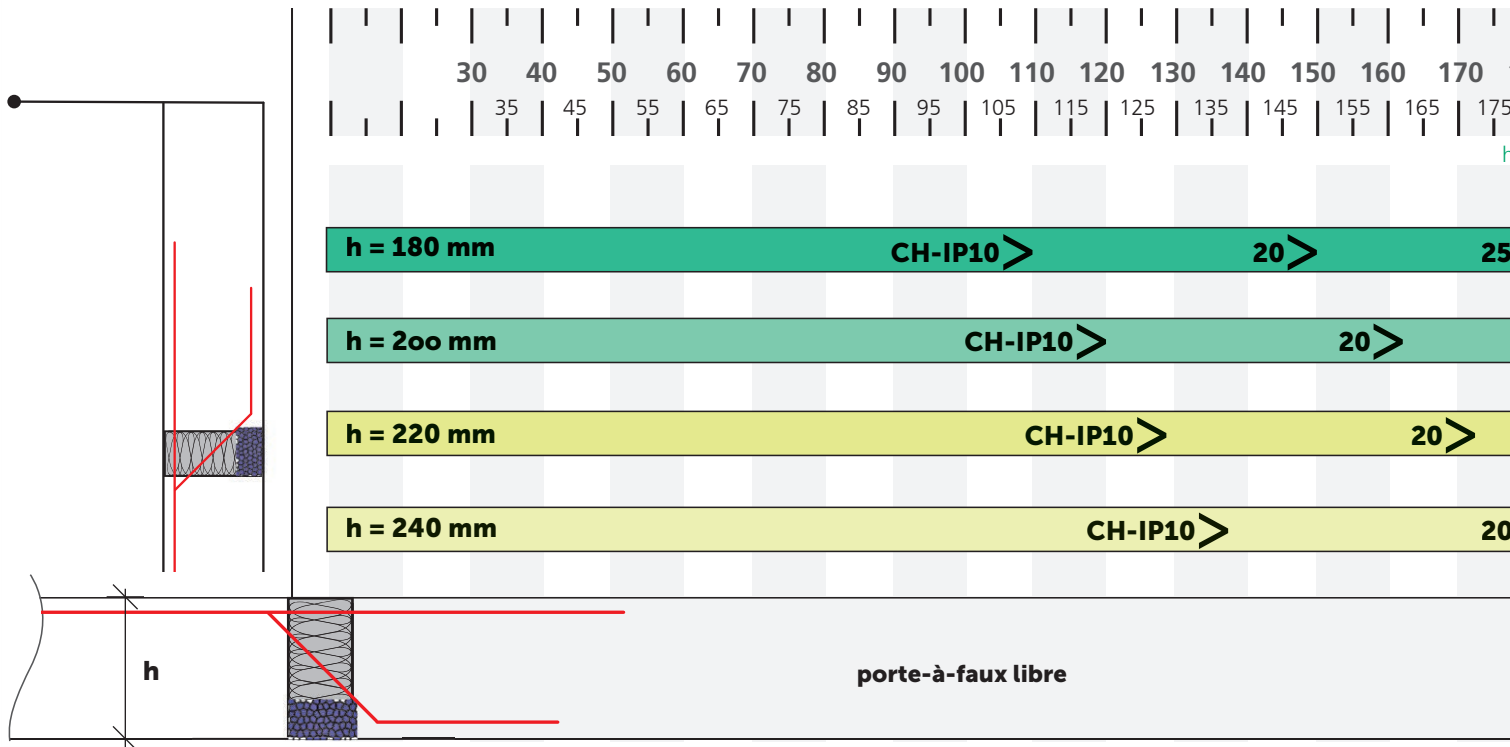 30 40 50 60 70 80 90 100 110 120 130 140 150 160 170
35 45 55 65 75 85 95 105 115 125 135 145 155 165 175
h
h = 180 mm CH-IP10> 20> 25
h = 2oo mm CH-IP10> 20>
h = 220 mm CH-IP10> 20>
h = 240 mm CH-IP10> 20
h porte-à-faux libre